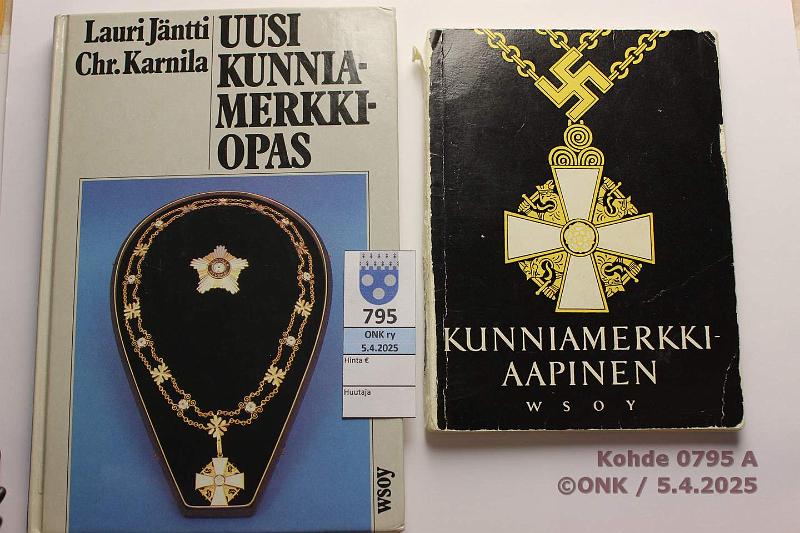 Lauri Jäntti
Chr. Karnila
UUSI
KUNNIA-
MERKKI-
OPAS
wsoy
795
ONK ry
5.4.2025
Hinta €
Huutaja
KUNNIAMERKKI-
AAPINEN
WSOY
Kohde 0795 A
©ONK / 5.4.2025